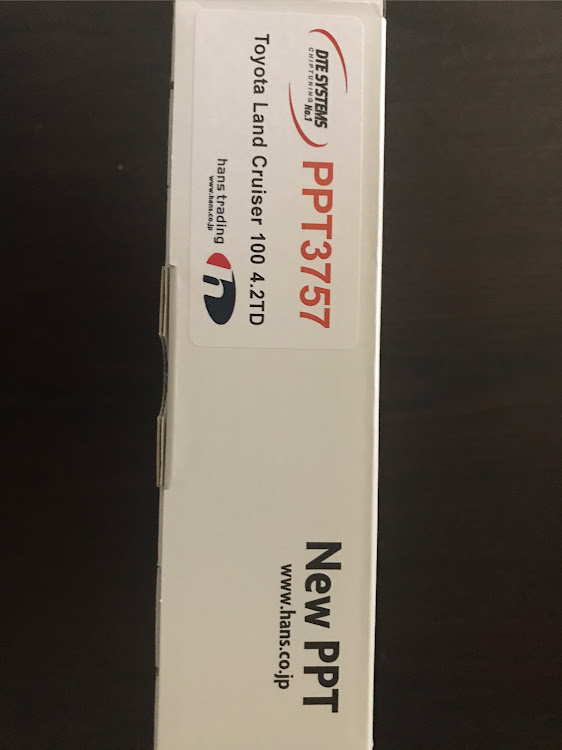 DTE SYSTEMS
CHIPTUNING No.1
PPT3757
Toyota Land Cruiser 100 4.2TD
hans trading
www.hans.co.jp
h
New PPT
www.hans.co.jp